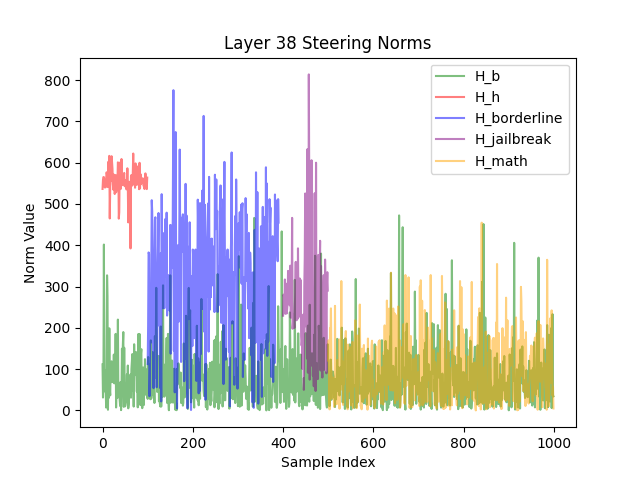 Layer 38 Steering Norms
Norm Value
800
700
600
500
400
300
200
100
0
H_b
H_h
H_borderline
H_jailbreak
H_math
0 200 400 600 800 1000
Sample Index